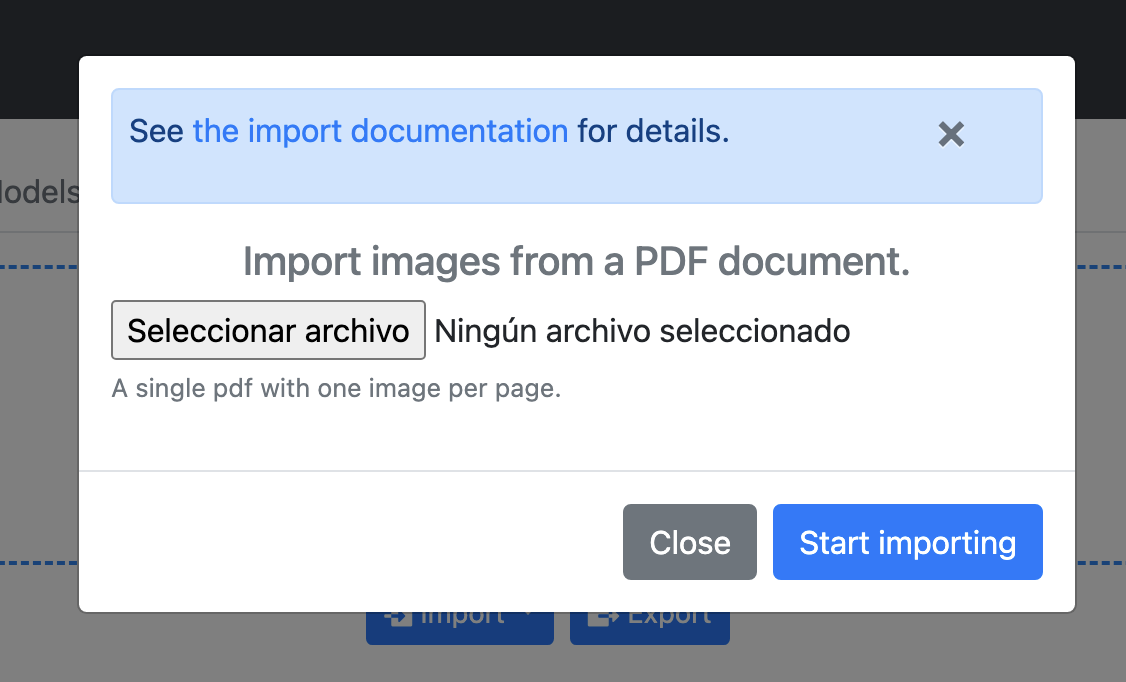 See the import documentation for details.
Import images from a PDF document.
Seleccionar archivo Ningún archivo seleccionado
A single pdf with one image per page.
Close Start importing
Import Export